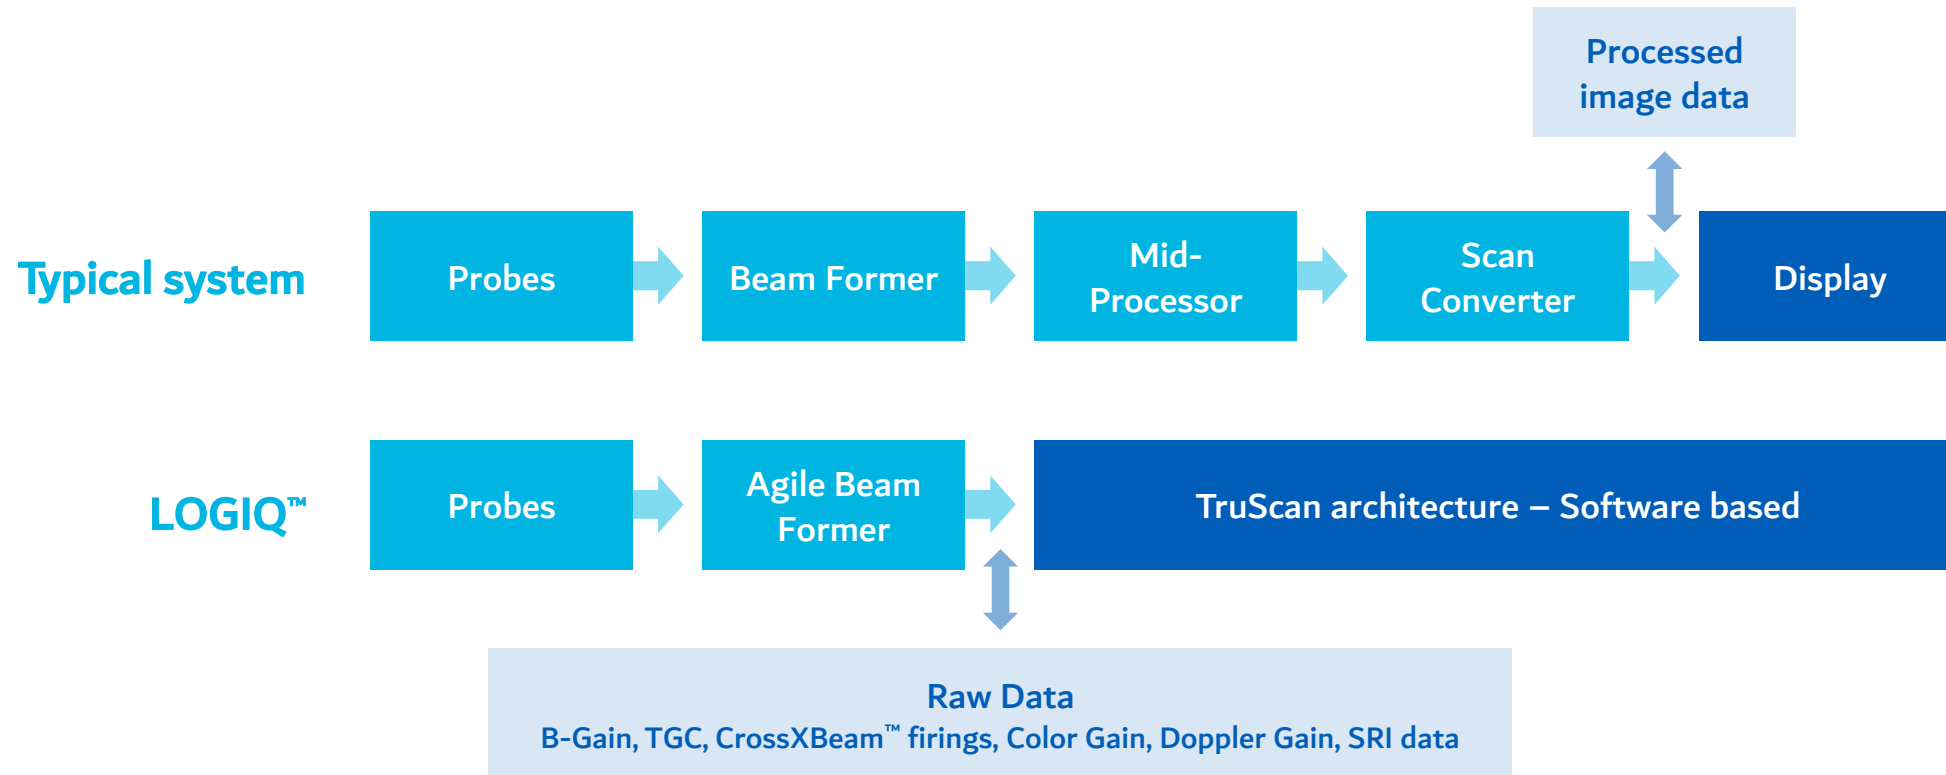 Processed
image data
Typical system
Probes
Beam Former
Mid-
Processor
Scan
Converter
Display
LOGIQ™
Probes
Agile Beam
Former
TruScan architecture – Software based
Raw Data
B-Gain, TGC, CrossXBeam™ firings, Color Gain, Doppler Gain, SRI data